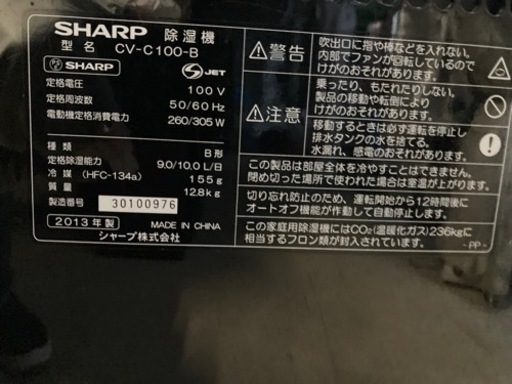 SHARP 除湿機
型名 CV-C100-B
SHARP S JET
定格電圧 100V
定格周波数 50/60Hz
電動機定格消費電力 260/305W
種類 B形
定格除湿能力 9.0/10.0L/日
冷媒 (HFC-134a) 155g
質量 12.8kg
製造番号 30100976
2013年製 MADE IN CHINA
シャープ株式会社
⚠警告
吹出口に指や棒などを入れない。
内部でファンが回転しているので
けがのおそれがあります。
⚠注意
乗ったり、もたれたりしない。
製品の移動や転倒により
けがのおそれがあります。
移動するときは必ず運転を停止し
排水タンクの水を捨てる。
水漏れ、感電のおそれがあります。
この製品は部屋全体を冷やすことはできません。
閉め切った場所で使われた場合は室温が上がります。
切り忘れ防止のため、運転開始から12時間後に
オートオフ機能が作動して自動で停止します。
この家庭用除湿機にはCO₂(温暖化ガス)236kgに
相当するフロン類が封入されています。
-PP-